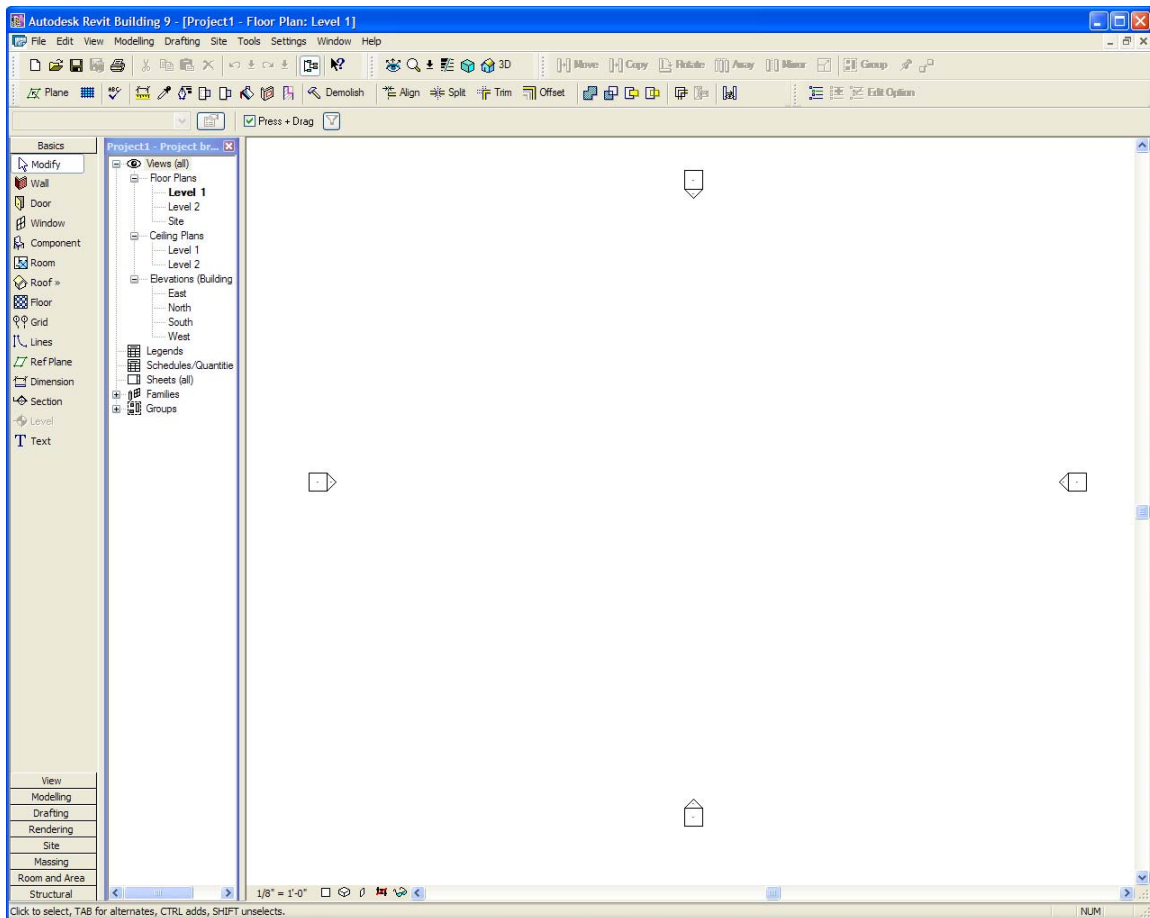 Autodesk Revit Building 9 - [Project1 - Floor Plan: Level 1]
File Edit View Modelling Drafting Site Tools Settings Window Help
3D Move Copy Rotate Array Mirror Group
Plane Demolish Align Split Trim Offset Edit Option
Press + Drag
Basics
Modify
Wall
Door
Window
Component
Room
Roof »
Floor
Grid
Lines
Ref Plane
Dimension
Section
Level
Text
View
Modelling
Drafting
Rendering
Site
Massing
Room and Area
Structural
Project1 - Project br...
Views (all)
Floor Plans
Level 1
Level 2
Site
Ceiling Plans
Level 1
Level 2
Elevations (Building
East
North
South
West
Legends
Schedules/Quantitie
Sheets (all)
Families
Groups
1/8" = 1'-0"
Click to select, TAB for alternates, CTRL adds, SHIFT unselects.
NUM